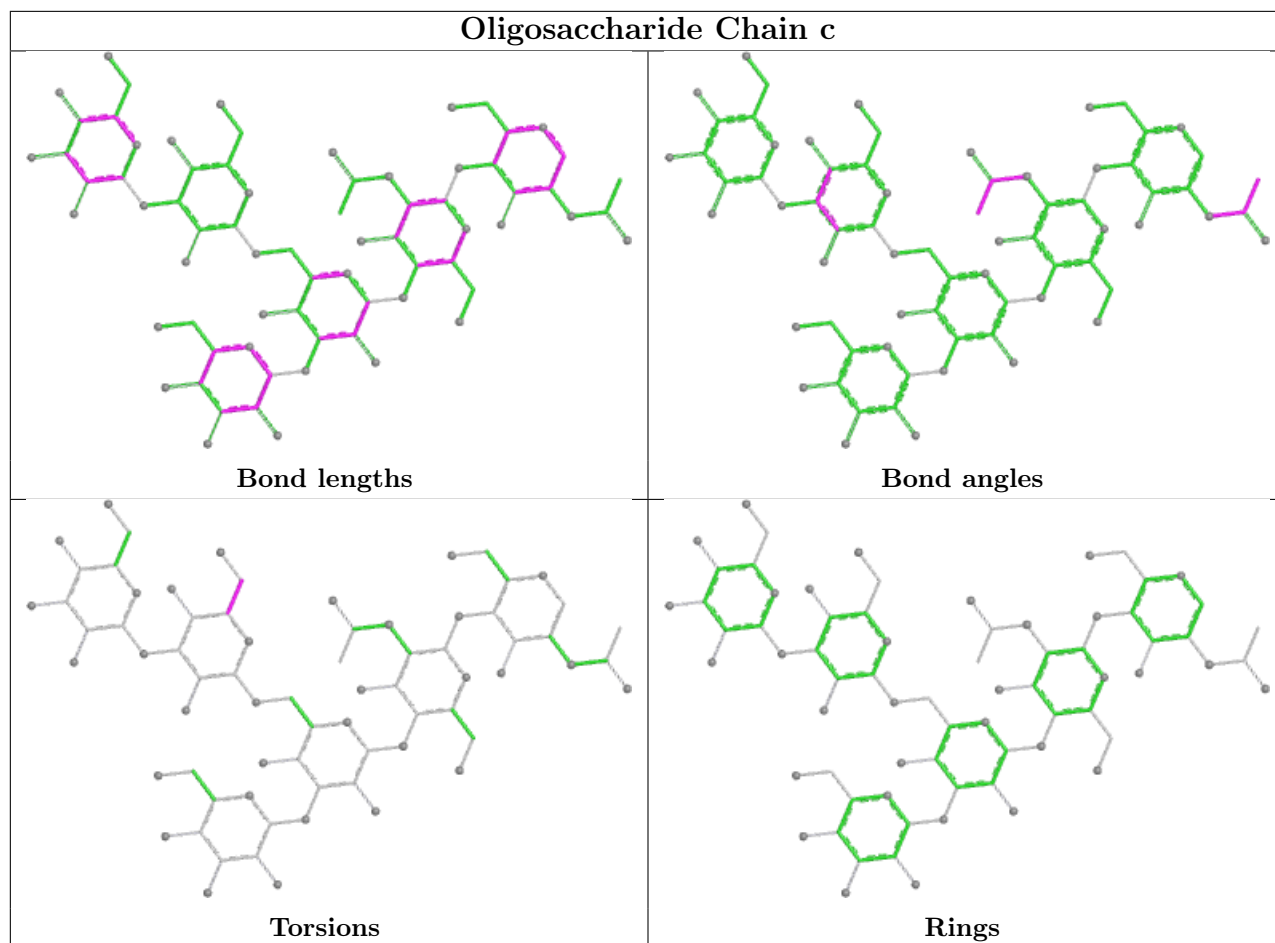 Oligosaccharide Chain c
Bond lengths
Bond angles
Torsions
Rings